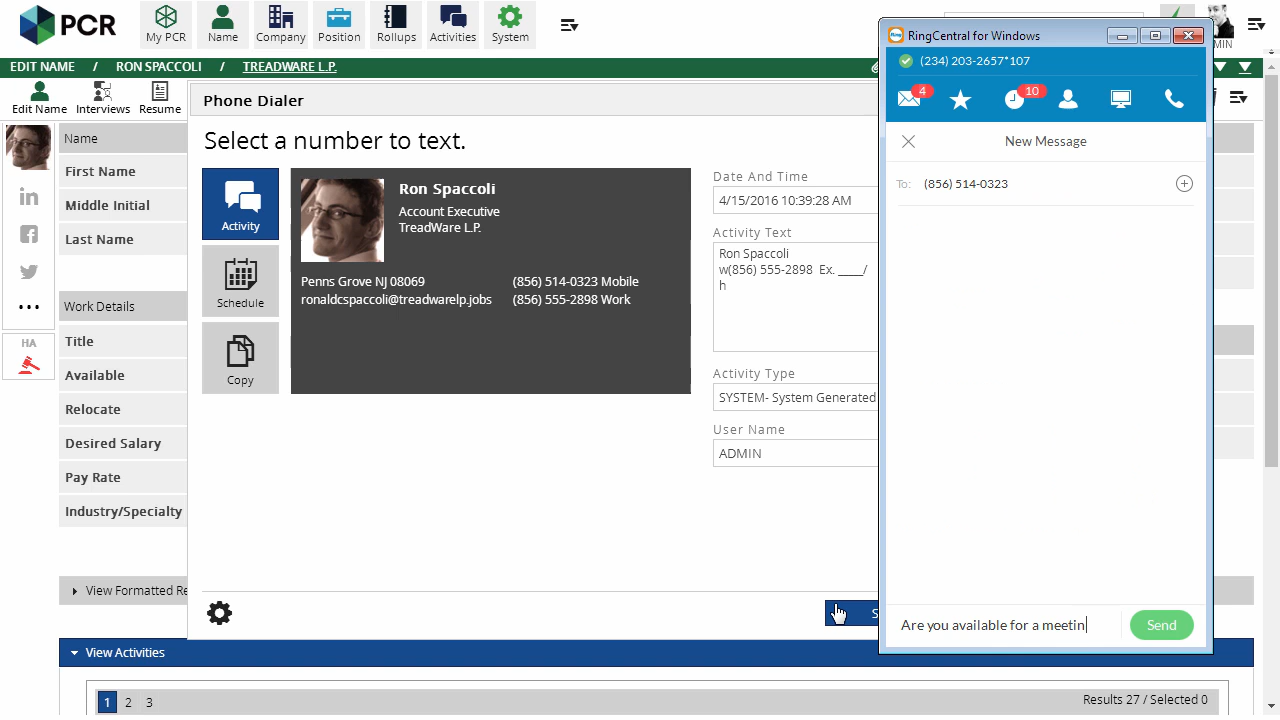 PCR
My PCR
Name
Company
Position
Rollups
Activities
System
MIN
EDIT NAME / RON SPACCOLI / TREADWARE L.P.
Edit Name
Interviews
Resume
HA
Name
First Name
Middle Initial
Last Name
Work Details
Title
Available
Relocate
Desired Salary
Pay Rate
Industry/Specialty
View Formatted Re
View Activities
1 2 3
Results 27 / Selected 0
Phone Dialer
Select a number to text.
Activity
Schedule
Copy
Ron Spaccoli
Account Executive
TreadWare L.P.
Penns Grove NJ 08069
(856) 514-0323 Mobile
ronaldcspaccoli@treadwarelp.jobs
(856) 555-2898 Work
Date And Time
4/15/2016 10:39:28 AM
Activity Text
Ron Spaccoli
w(856) 555-2898 Ex. ____/
h
Activity Type
SYSTEM- System Generated
User Name
ADMIN
S
RingCentral for Windows
(234) 203-2657*107
4
10
New Message
To: (856) 514-0323
Are you available for a meetin
Send